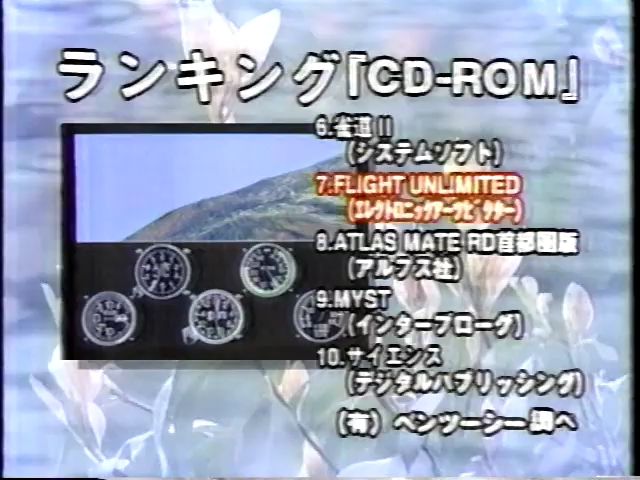 ランキング『CD-ROM』
6.雀道II
(システムソフト)
7.FLIGHT UNLIMITED
(エレクトロニックアーツビクター)
8.ATLAS MATE RD首都圏版
(アルプス社)
9.MYST
(インタープローグ)
10.サイエンス
(デジタルパブリッシング)
(有) ベンツーシー調べ